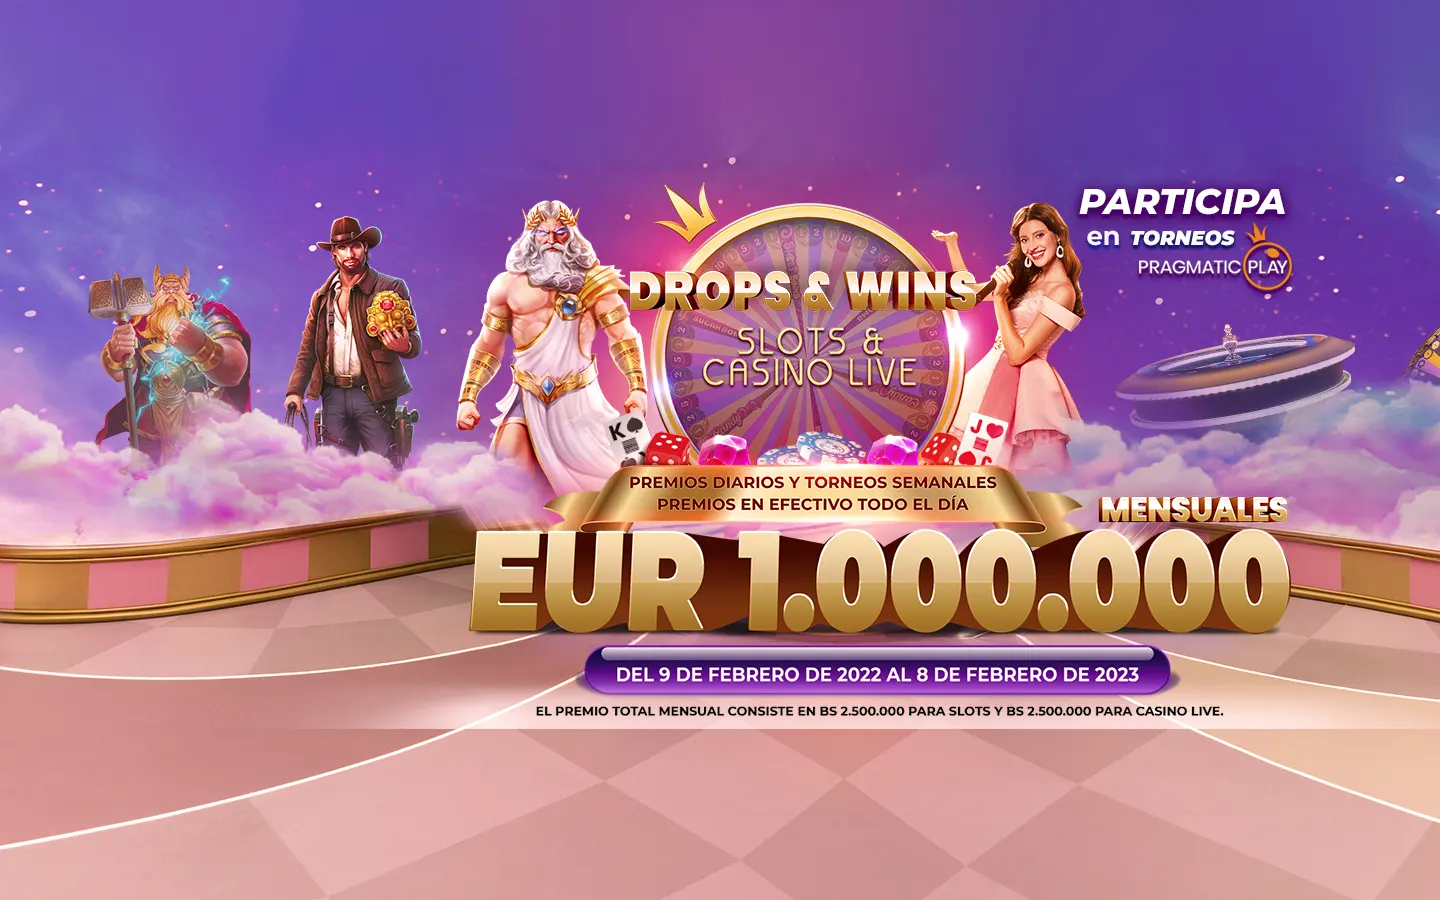 PARTICIPA
en TORNEOS
PRAGMATIC PLAY
DROPS & WINS
SLOTS &
CASINO LIVE
K
J
PREMIOS DIARIOS Y TORNEOS SEMANALES
PREMIOS EN EFECTIVO TODO EL DÍA
MENSUALES
EUR 1.000.000
DEL 9 DE FEBRERO DE 2022 AL 8 DE FEBRERO DE 2023
EL PREMIO TOTAL MENSUAL CONSISTE EN BS 2.500.000 PARA SLOTS Y BS 2.500.000 PARA CASINO LIVE.